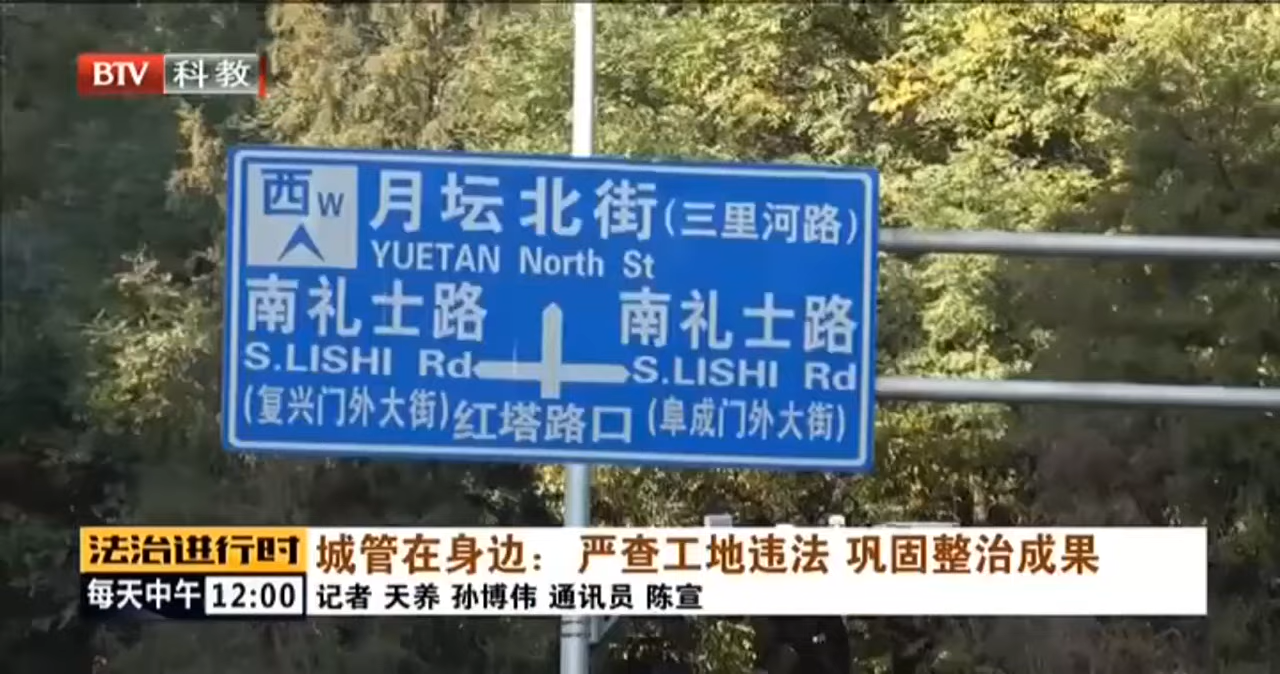 BTV 科教
西 W
月坛北街(三里河路)
YUETAN North St
南礼士路 南礼士路
S.LISHI Rd S.LISHI Rd
(复兴门外大街) 红塔路口 (阜成门外大街)
法治进行时 城管在身边： 严查工地违法 巩固整治成果
每天中午 12:00 记者 天养 孙博伟 通讯员 陈宣